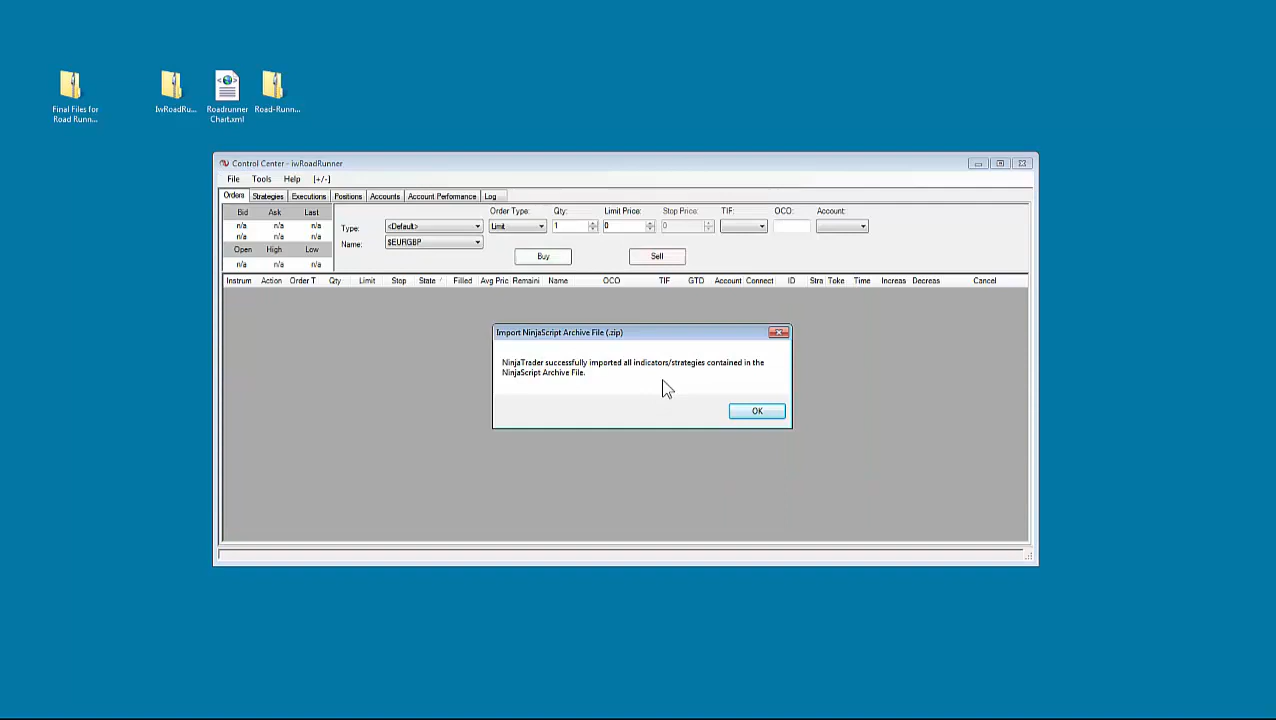 Final Files for
Road Runn...
IwRoadRu...
Roadrunner
Chart.xml
Road-Runn...
Control Center - iwRoadRunner
File Tools Help [+/-]
Orders Strategies Executions Positions Accounts Account Performance Log
Bid Ask Last
n/a n/a n/a
n/a n/a n/a
Open High Low
n/a n/a n/a
Order Type: Qty: Limit Price: Stop Price: TIF: OCO: Account:
Type: <Default> Limit 1 0 0
Name: $EURGBP
Buy Sell
Instrum Action Order T Qty Limit Stop State Filled Avg Pric Remaini Name OCO TIF GTD Account Connect ID Stra Toke Time Increas Decreas Cancel
Import NinjaScript Archive File (.zip)
NinjaTrader successfully imported all indicators/strategies contained in the
NinjaScript Archive File.
OK